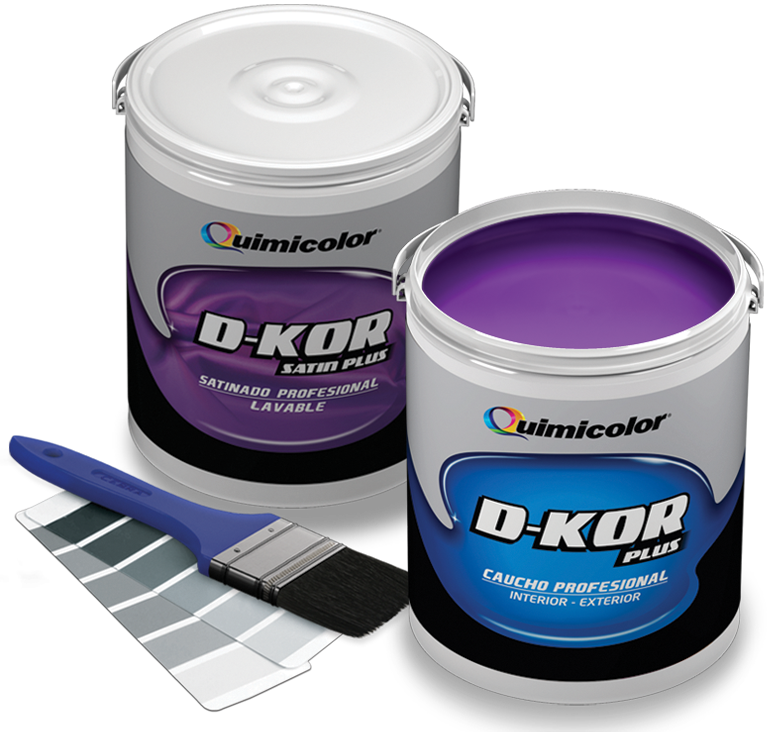 Quimicolor®
D-KOR
SATIN PLUS
SATINADO PROFESIONAL
LAVABLE
Quimicolor®
D-KOR
PLUS
CAUCHO PROFESIONAL
INTERIOR - EXTERIOR